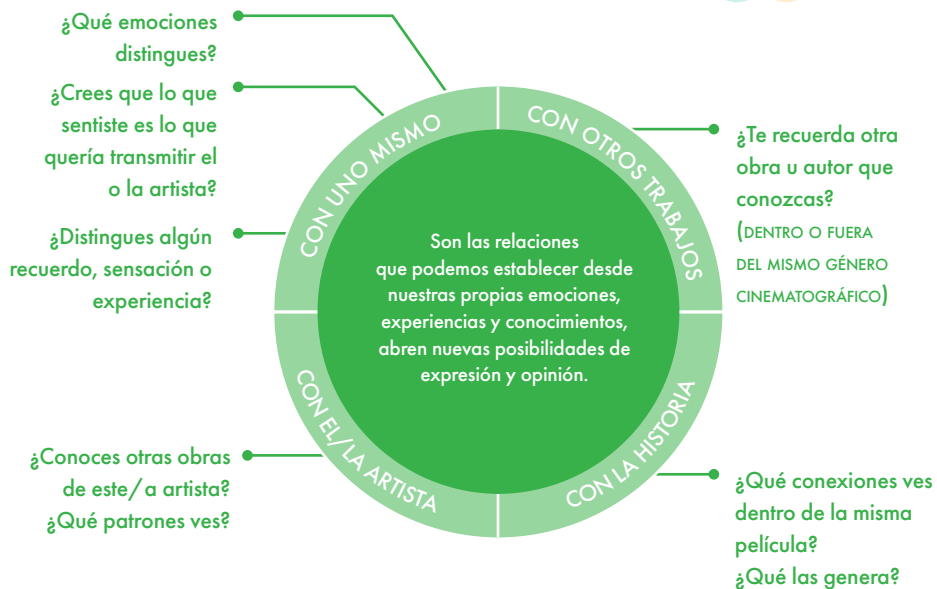 ¿Qué emociones
distingues?
¿Crees que lo que
sentiste es lo que
quería transmitir el
o la artista?
¿Distingues algún
recuerdo, sensación o
experiencia?
CON UNO MISMO
CON OTROS TRABAJOS
¿Te recuerda otra
obra u autor que
conozcas?
(DENTRO O FUERA
DEL MISMO GÉNERO
CINEMATOGRÁFICO)
Son las relaciones
que podemos establecer desde
nuestras propias emociones,
experiencias y conocimientos,
abren nuevas posibilidades de
expresión y opinión.
CON EL/LA ARTISTA
CON LA HISTORIA
¿Conoces otras obras
de este/a artista?
¿Qué patrones ves?
¿Qué conexiones ves
dentro de la misma
película?
¿Qué las genera?